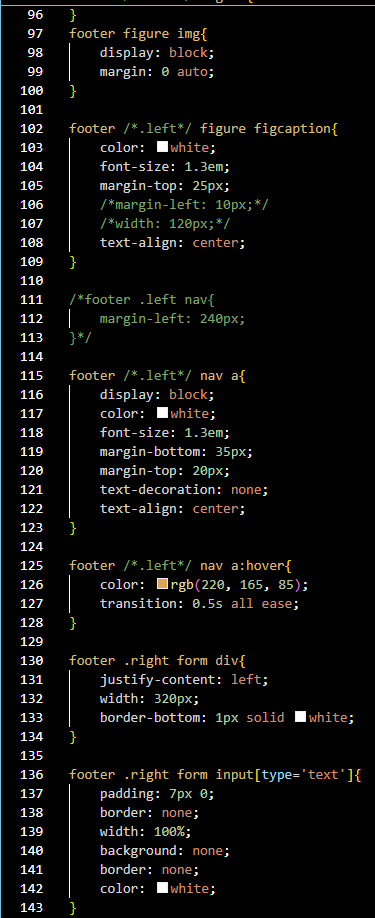 96 }
97 footer figure img{
98 display: block;
99 margin: 0 auto;
100 }
101
102 footer /*.left*/ figure figcaption{
103 color: white;
104 font-size: 1.3em;
105 margin-top: 25px;
106 /*margin-left: 10px;*/
107 /*width: 120px;*/
108 text-align: center;
109 }
110
111 /*footer .left nav{
112 margin-left: 240px;
113 }*/
114
115 footer /*.left*/ nav a{
116 display: block;
117 color: white;
118 font-size: 1.3em;
119 margin-bottom: 35px;
120 margin-top: 20px;
121 text-decoration: none;
122 text-align: center;
123 }
124
125 footer /*.left*/ nav a:hover{
126 color: rgb(220, 165, 85);
127 transition: 0.5s all ease;
128 }
129
130 footer .right form div{
131 justify-content: left;
132 width: 320px;
133 border-bottom: 1px solid white;
134 }
135
136 footer .right form input[type='text']{
137 padding: 7px 0;
138 border: none;
139 width: 100%;
140 background: none;
141 border: none;
142 color: white;
143 }